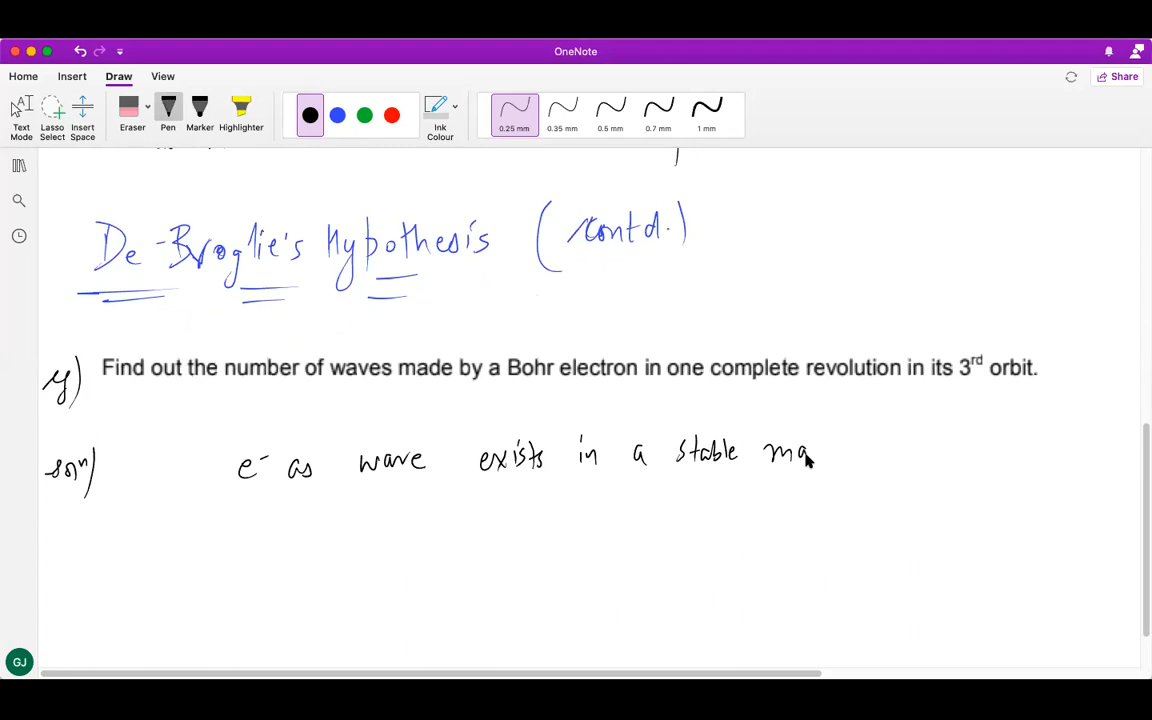 OneNote
Home Insert Draw View Share
Text Mode Lasso Select Insert Space Eraser Pen Marker Highlighter Ink Colour 0.25 mm 0.35 mm 0.5 mm 0.7 mm 1 mm
De-Broglie's Hypothesis (contd.)
Find out the number of waves made by a Bohr electron in one complete revolution in its 3rd orbit.
soln) e⁻ as wave exists in a stable ma
GJ